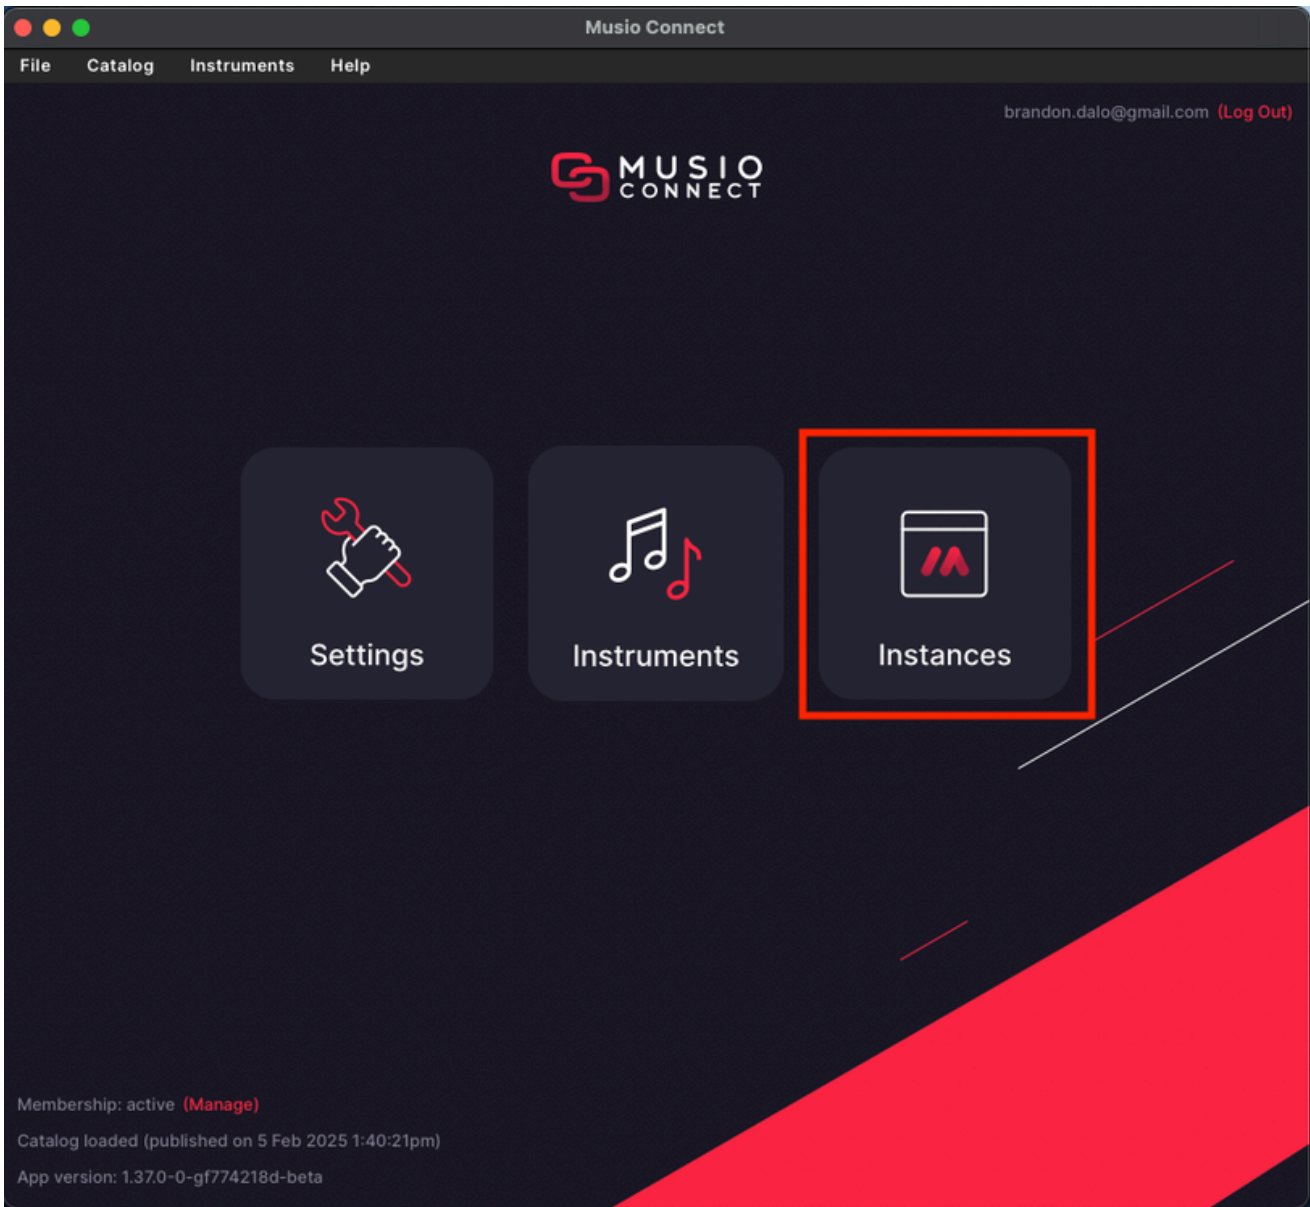 Musio Connect
File Catalog Instruments Help
brandon.dalo@gmail.com (Log Out)
MUSIO
CONNECT
Settings Instruments Instances
Membership: active (Manage)
Catalog loaded (published on 5 Feb 2025 1:40:21pm)
App version: 1.37.0-0-gf774218d-beta